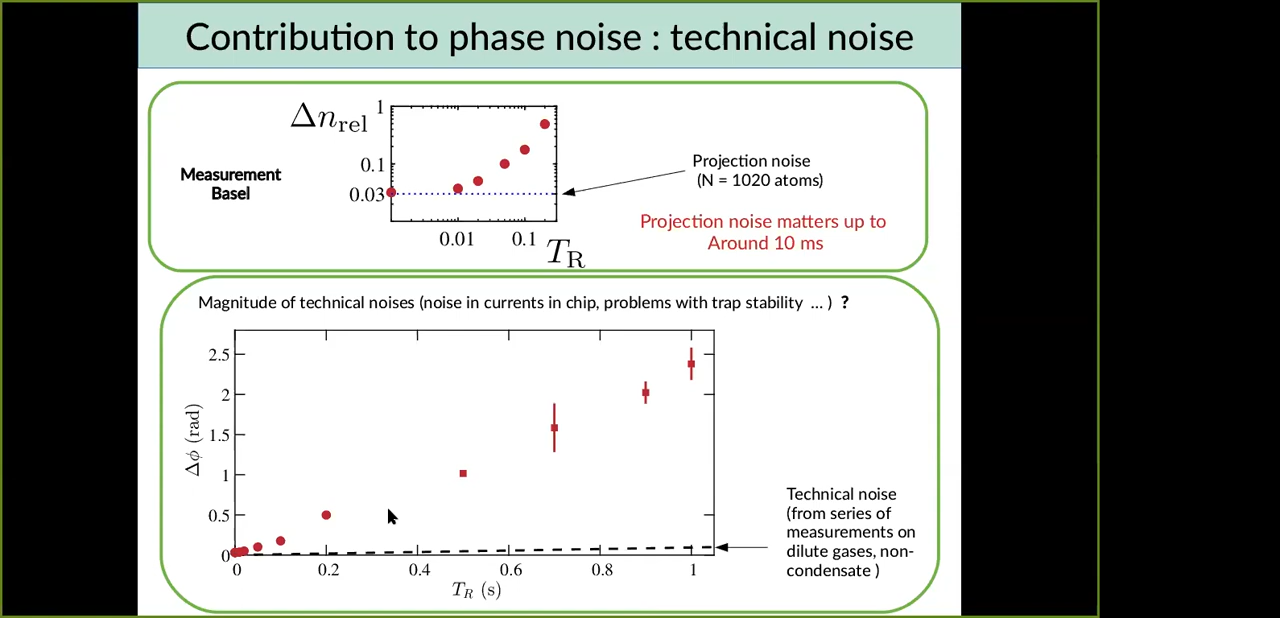 Contribution to phase noise : technical noise
Δn_rel
1
0.1
0.03
0.01 0.1
T_R
Measurement
Basel
Projection noise
(N = 1020 atoms)
Projection noise matters up to
Around 10 ms
Magnitude of technical noises (noise in currents in chip, problems with trap stability ... ) ?
Δϕ (rad)
2.5
2
1.5
1
0.5
0
0 0.2 0.4 0.6 0.8 1
T_R (s)
Technical noise
(from series of
measurements on
dilute gases, non-
condensate )